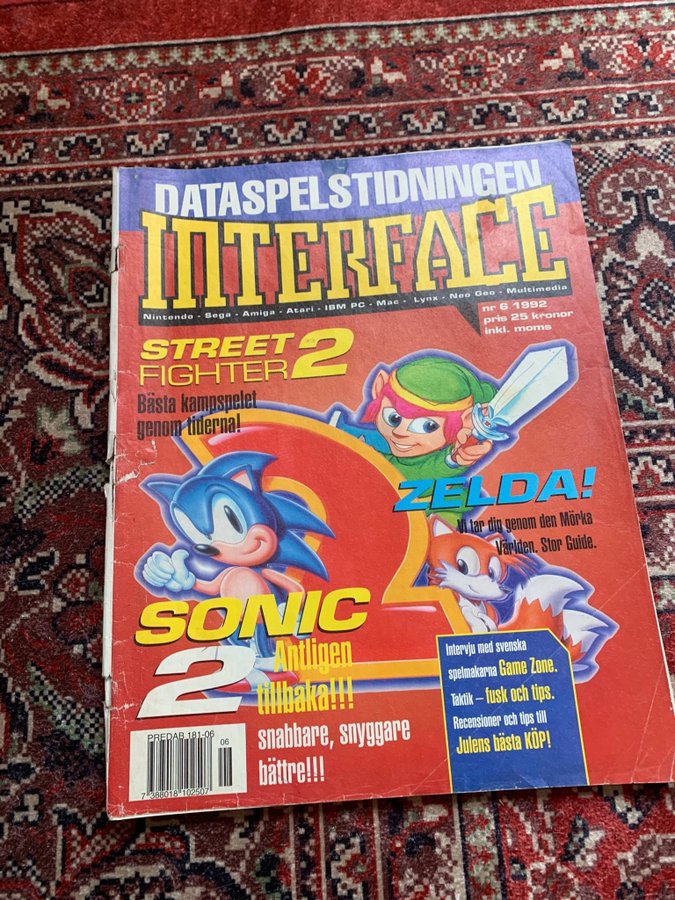 DATASPELSTIDNINGEN
INTERFACE
Nintendo - Sega - Amiga - Atari - IBM PC - Mac - Lynx - Neo Geo - Multimedia
nr 6 1992
pris 25 kronor
inkl. moms
STREET
FIGHTER 2
Bästa kampspelet
genom tiderna!
ZELDA!
Vi tar dig genom den Mörka
Världen. Stor Guide.
SONIC
2
Äntligen
tillbaka!!!
snabbare, snyggare
bättre!!!
Intervju med svenska
spelmakarna Game Zone.
Taktik – fusk och tips.
Recensioner och tips till
Julens bästa KÖP!
PREDAB 181-06
06
7 388018 102507